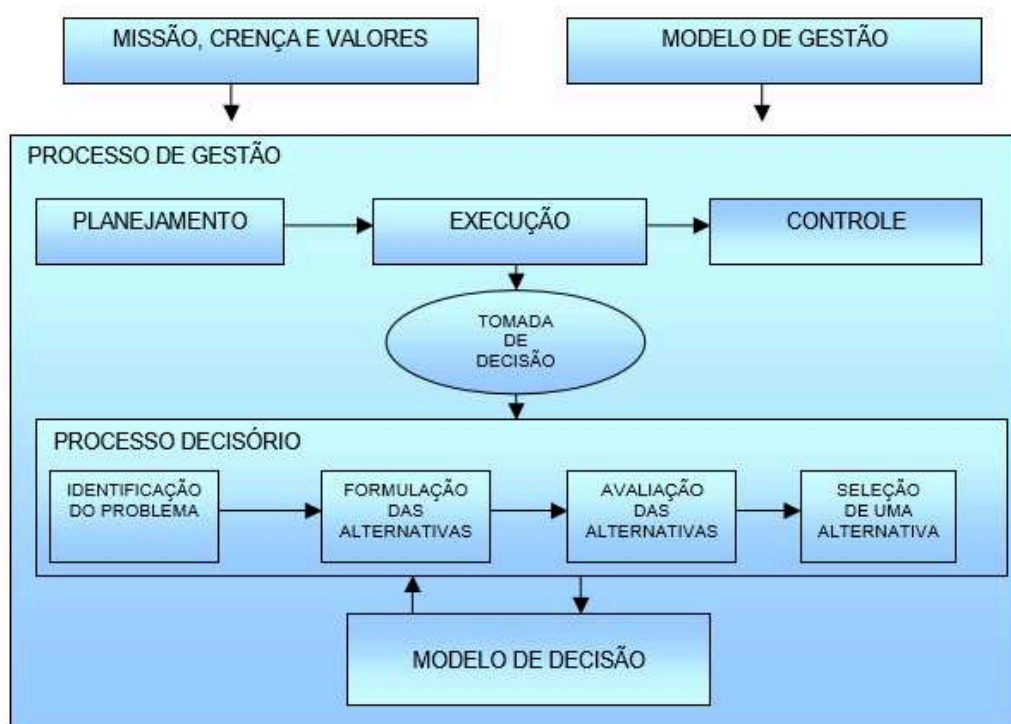 MISSÃO, CRENÇA E VALORES
MODELO DE GESTÃO
PROCESSO DE GESTÃO
PLANEJAMENTO
EXECUÇÃO
CONTROLE
TOMADA
DE
DECISÃO
PROCESSO DECISÓRIO
IDENTIFICAÇÃO
DO PROBLEMA
FORMULAÇÃO
DAS
ALTERNATIVAS
AVALIAÇÃO
DAS
ALTERNATIVAS
SELEÇÃO
DE UMA
ALTERNATIVA
MODELO DE DECISÃO